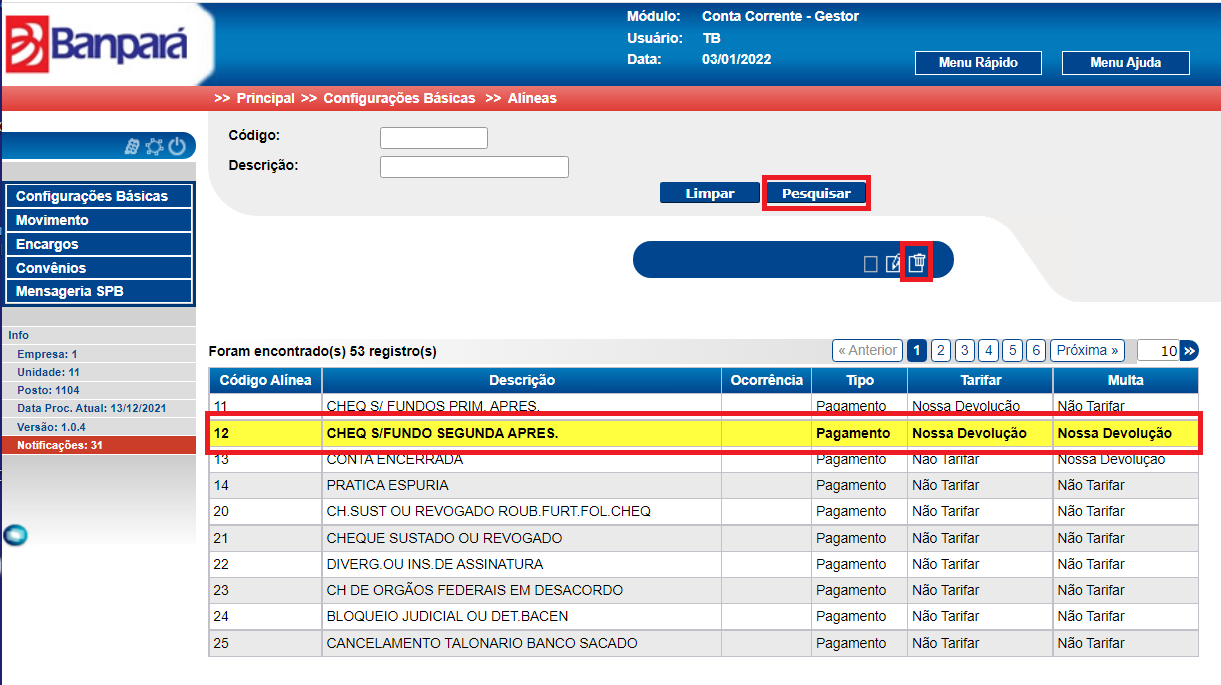 Banpará
Módulo: Conta Corrente - Gestor
Usuário: TB
Data: 03/01/2022
Menu Rápido
Menu Ajuda
>> Principal >> Configurações Básicas >> Alíneas
Código:
Descrição:
Limpar
Pesquisar
Configurações Básicas
Movimento
Encargos
Convênios
Mensageria SPB
Info
Empresa: 1
Unidade: 11
Posto: 1104
Data Proc. Atual: 13/12/2021
Versão: 1.0.4
Notificações: 31
Foram encontrado(s) 53 registro(s)
« Anterior 1 2 3 4 5 6 Próxima » 10 »
Código Alínea Descrição Ocorrência Tipo Tarifar Multa
11 CHEQ S/ FUNDOS PRIM. APRES. Pagamento Nossa Devolução Não Tarifar
12 CHEQ S/FUNDO SEGUNDA APRES. Pagamento Nossa Devolução Nossa Devolução
13 CONTA ENCERRADA Pagamento Não Tarifar Nossa Devolução
14 PRATICA ESPURIA Pagamento Não Tarifar Não Tarifar
20 CH.SUST OU REVOGADO ROUB.FURT.FOL.CHEQ Pagamento Não Tarifar Não Tarifar
21 CHEQUE SUSTADO OU REVOGADO Pagamento Não Tarifar Não Tarifar
22 DIVERG.OU INS.DE ASSINATURA Pagamento Não Tarifar Não Tarifar
23 CH DE ORGÃOS FEDERAIS EM DESACORDO Pagamento Não Tarifar Não Tarifar
24 BLOQUEIO JUDICIAL OU DET.BACEN Pagamento Não Tarifar Não Tarifar
25 CANCELAMENTO TALONARIO BANCO SACADO Pagamento Não Tarifar Não Tarifar